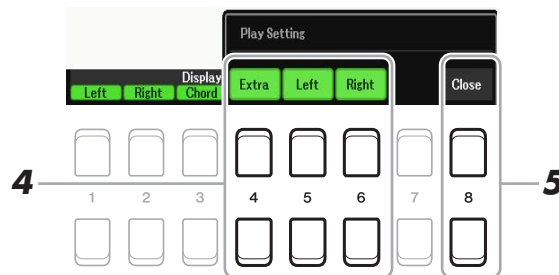 Play Setting
Display
Left Right Chord Extra Left Right Close
4 1 2 3 4 5 6 7 8 5